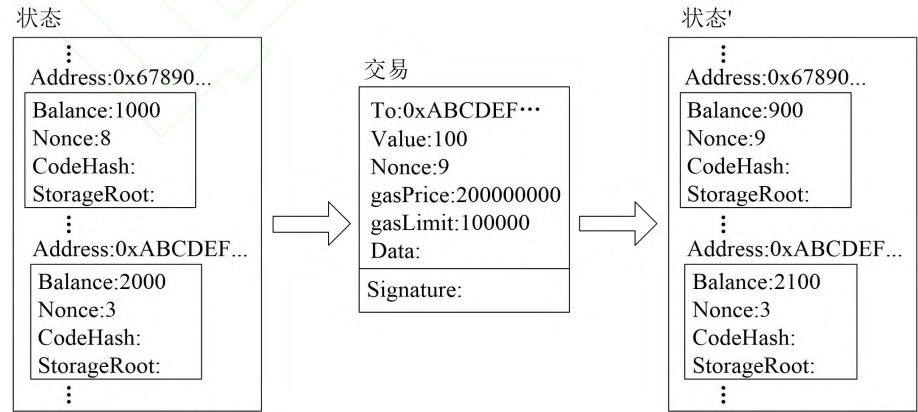 状态
⋮
Address:0x67890...
Balance:1000
Nonce:8
CodeHash:
StorageRoot:
⋮
Address:0xABCDEF...
Balance:2000
Nonce:3
CodeHash:
StorageRoot:
⋮
交易
To:0xABCDEF⋯
Value:100
Nonce:9
gasPrice:200000000
gasLimit:100000
Data:
Signature:
状态'
⋮
Address:0x67890...
Balance:900
Nonce:9
CodeHash:
StorageRoot:
⋮
Address:0xABCDEF...
Balance:2100
Nonce:3
CodeHash:
StorageRoot:
⋮